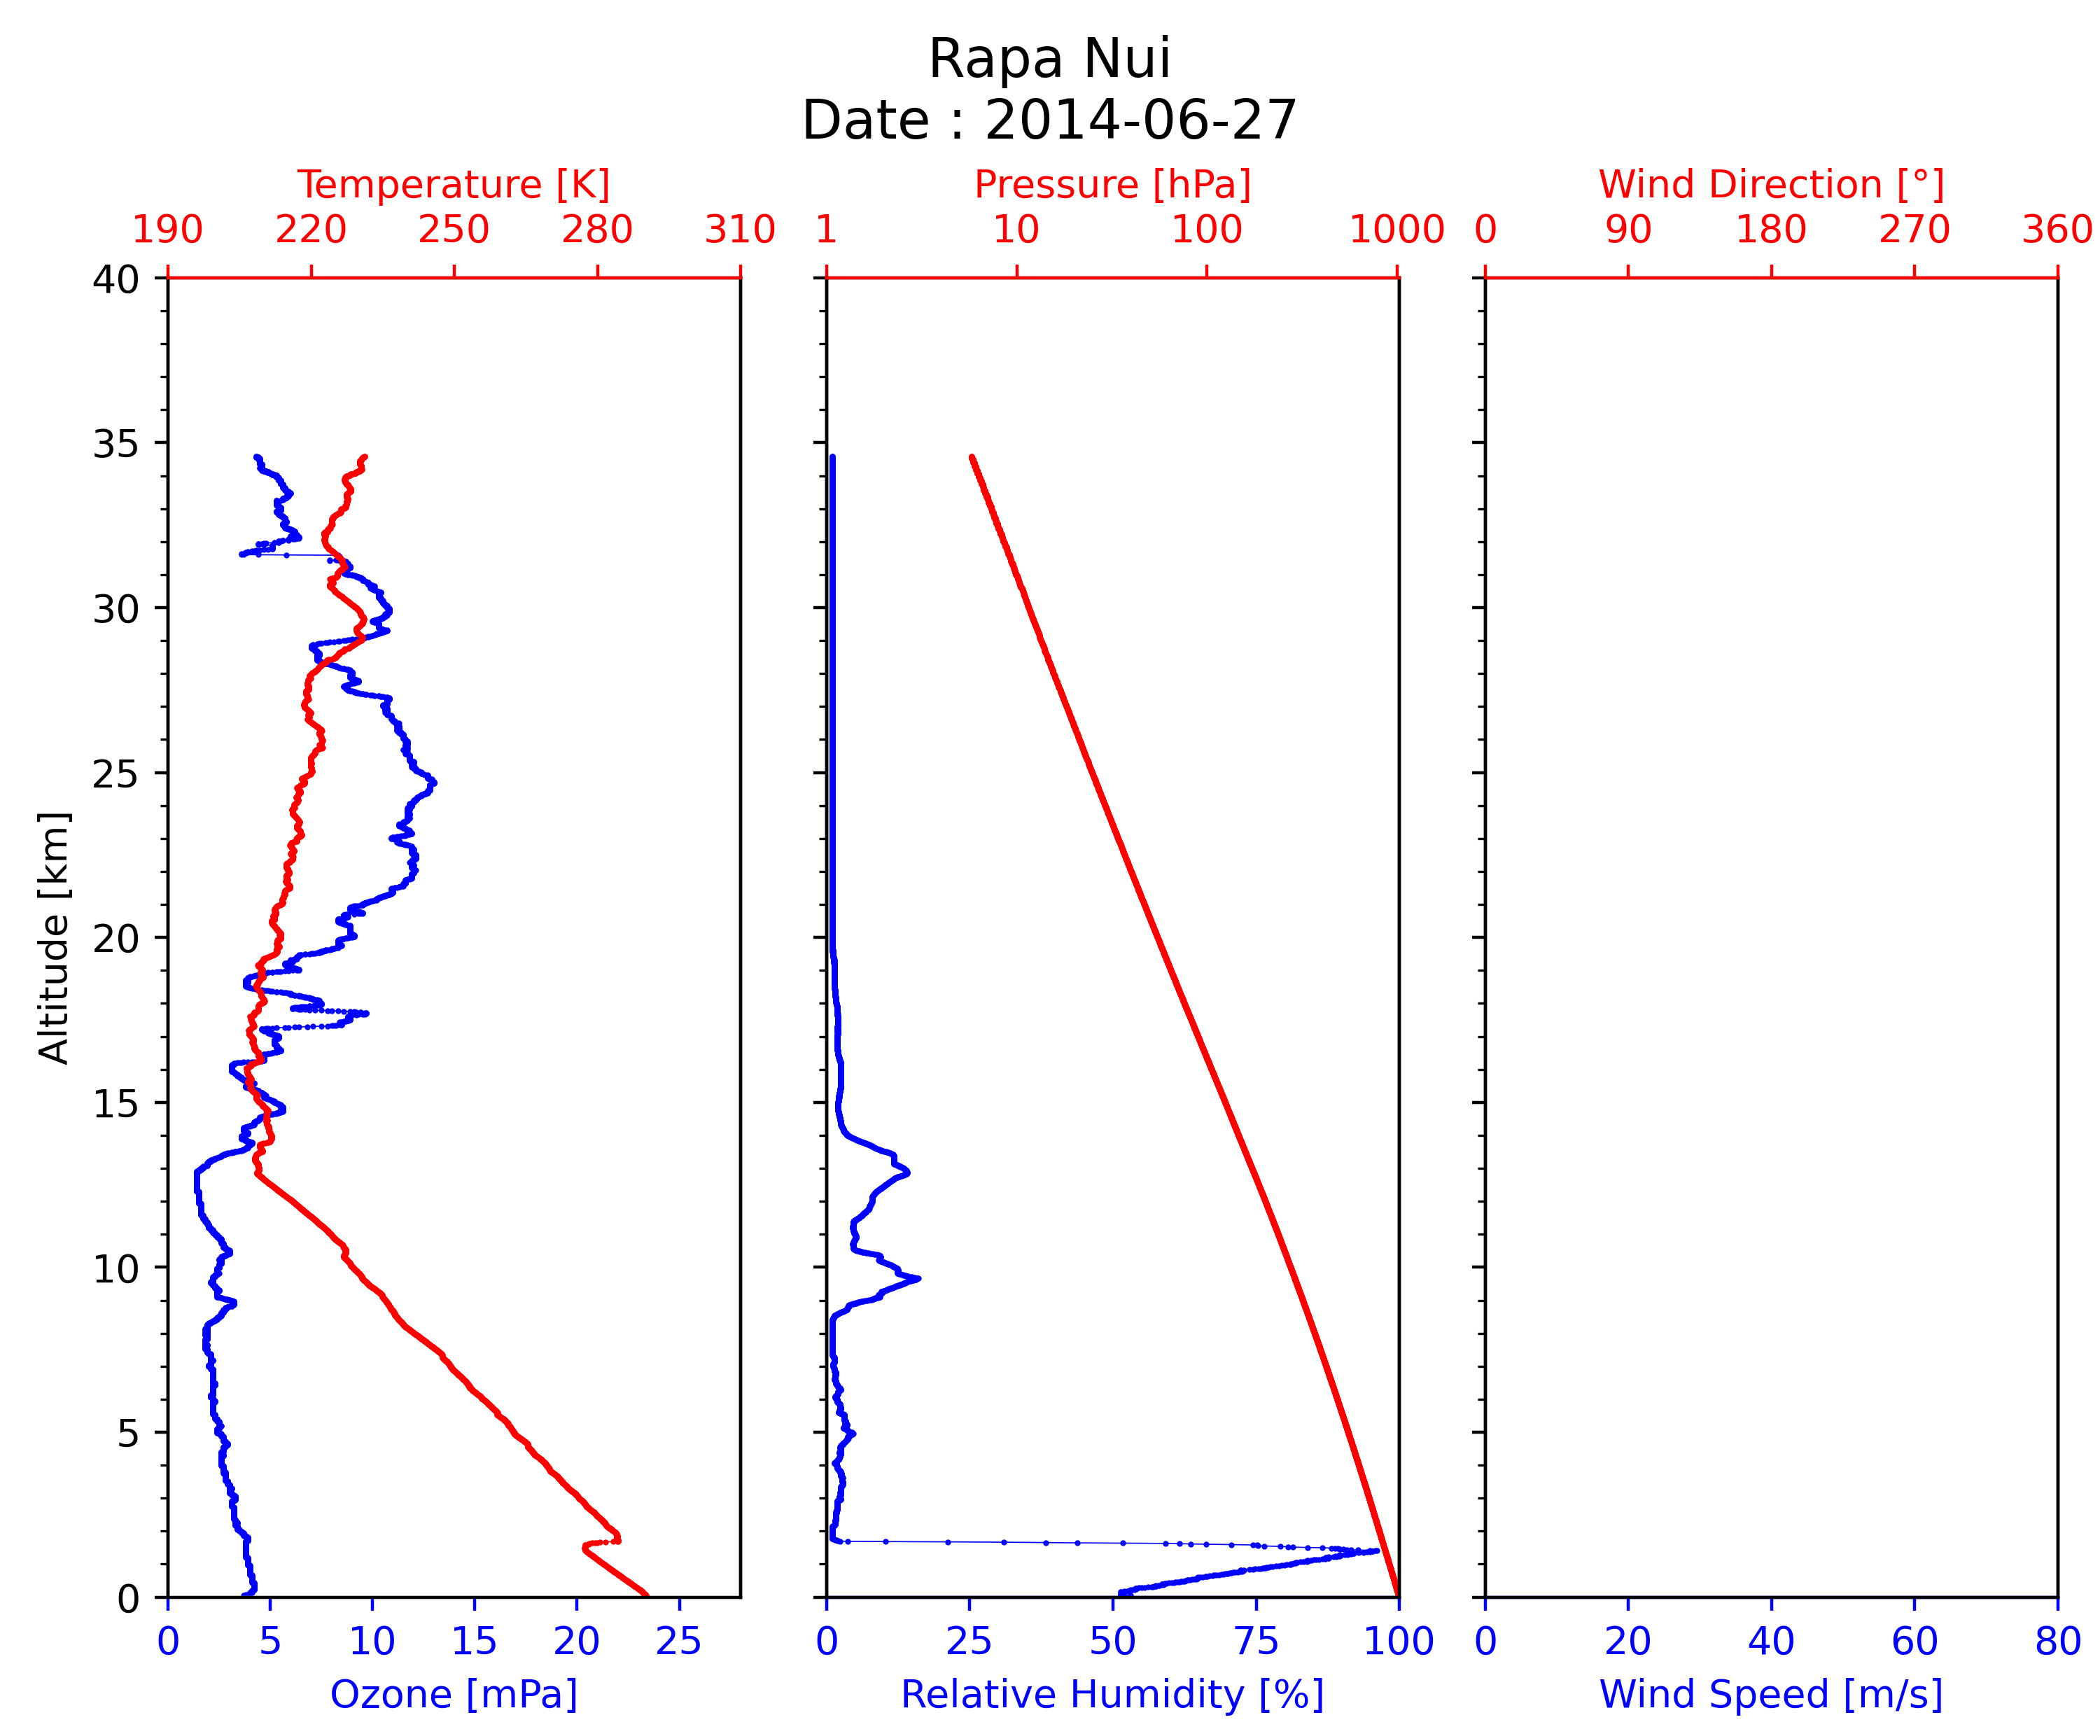 Rapa Nui
Date : 2014-06-27
Temperature [K] Pressure [hPa] Wind Direction [°]
190 220 250 280 310 1 10 100 1000 0 90 180 270 360
40
35
30
25
20
15
10
5
0
Altitude [km]
0 5 10 15 20 25 0 25 50 75 100 0 20 40 60 80
Ozone [mPa] Relative Humidity [%] Wind Speed [m/s]